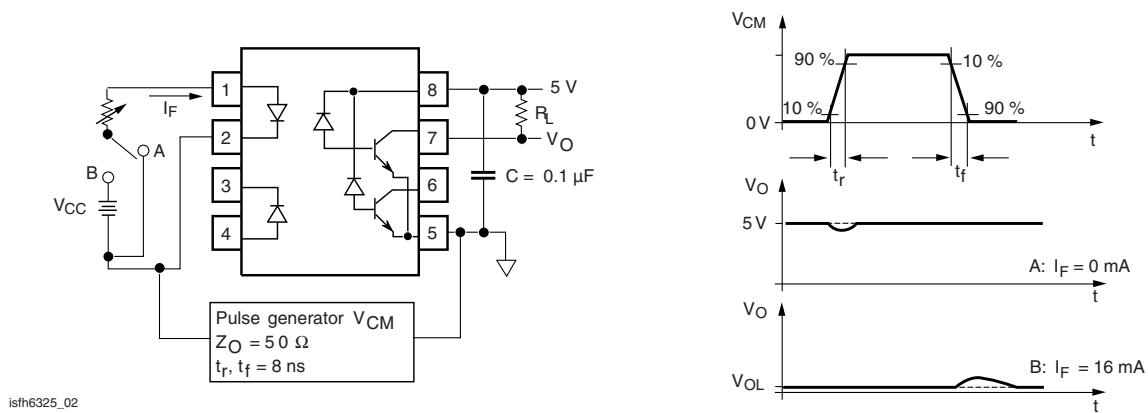 1
2
3
4
8
7
6
5
I_F
A
B
V_CC
5 V
R_L
V_O
C = 0.1 µF
Pulse generator V_CM
Z_O = 50 Ω
t_r, t_f = 8 ns
isfh6325_02
V_CM
90 %
10 %
10 %
90 %
0 V
t
t_r
t_f
V_O
5 V
A: I_F = 0 mA
t
V_O
V_OL
B: I_F = 16 mA
t